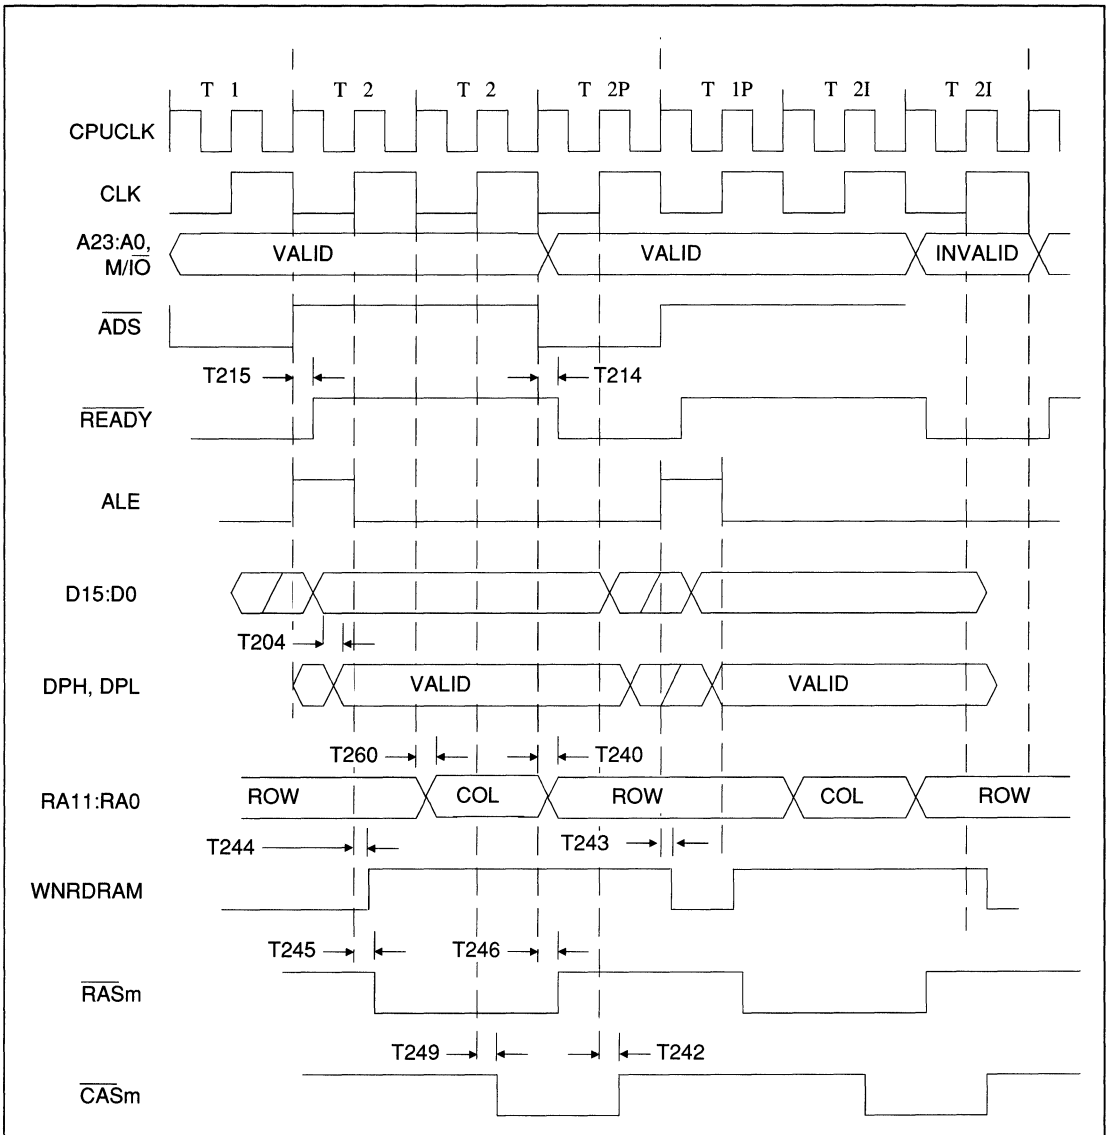 T 1 T 2 T 2 T 2P T 1P T 2I T 2I
CPUCLK
CLK
A23:A0,
M/IO
VALID VALID INVALID
ADS
T215 T214
READY
ALE
D15:D0
T204
DPH, DPL VALID VALID
T260 T240
RA11:RA0 ROW COL ROW COL ROW
T244 T243
WNRDRAM
T245 T246
RASm
T249 T242
CASm